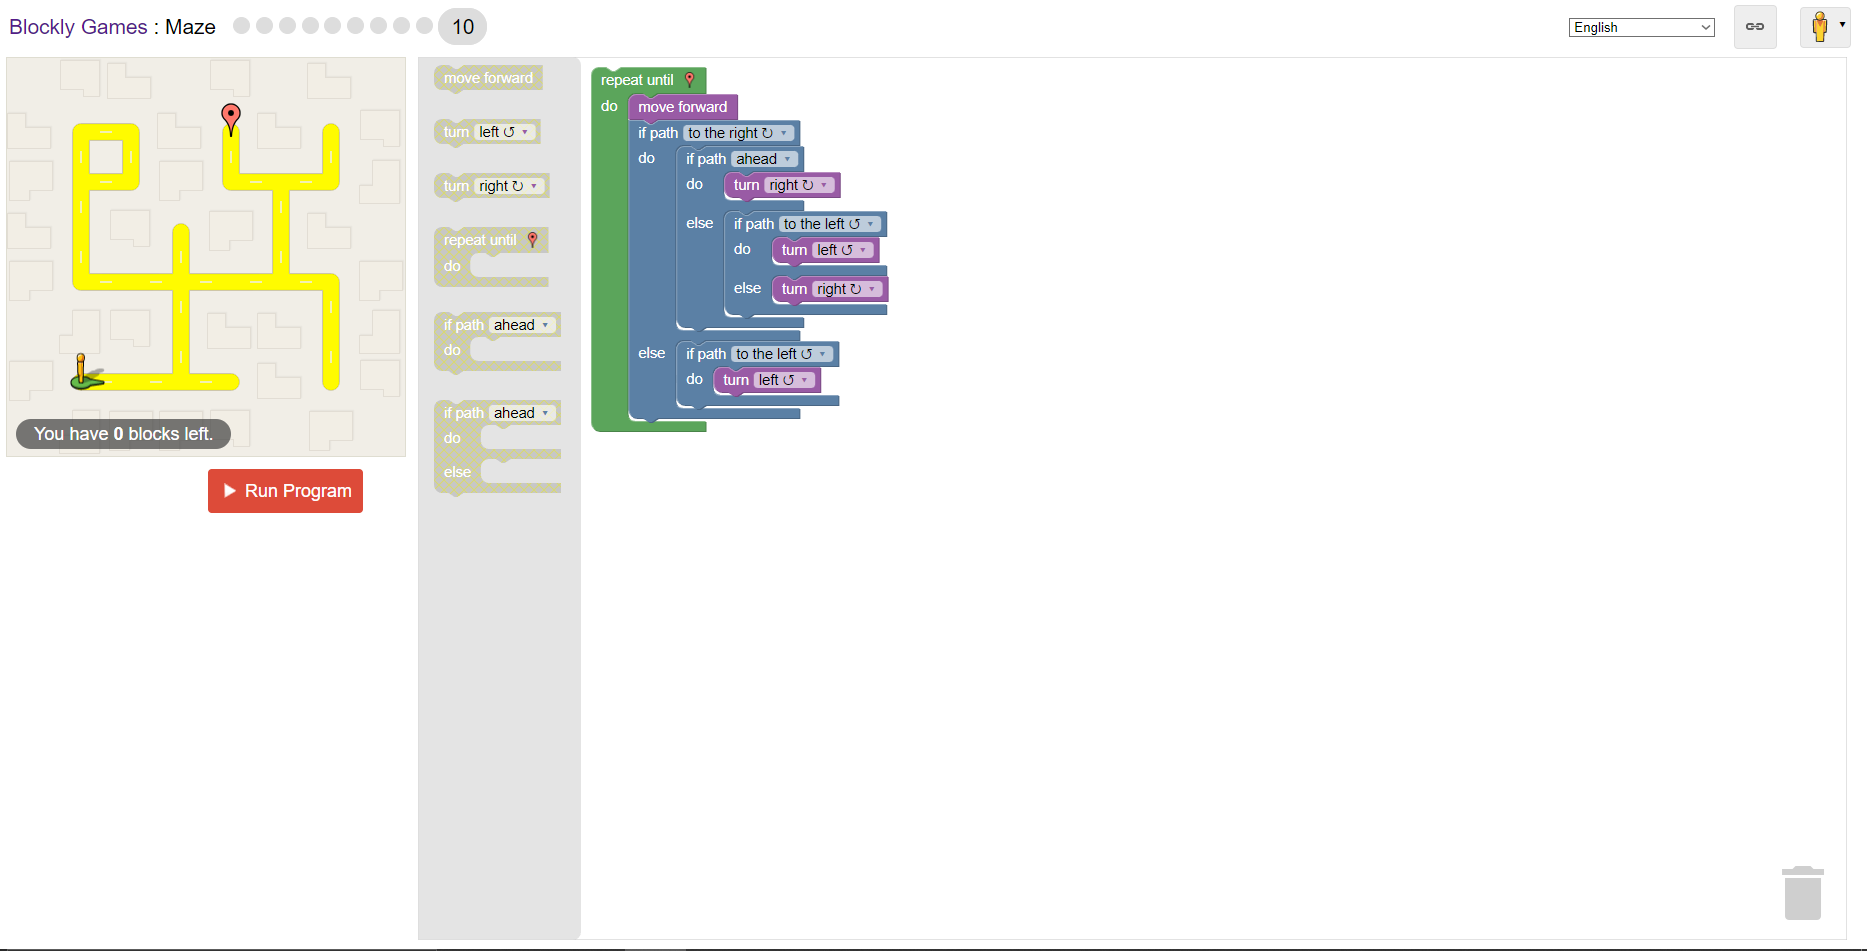 Blockly Games : Maze
10
English
You have 0 blocks left.
Run Program
move forward
turn left ↺
turn right ↻
repeat until
do
if path ahead
do
if path ahead
do
else
repeat until
do
move forward
if path to the right ↻
do
if path ahead
do
turn right ↻
else
if path to the left ↺
do
turn left ↺
else
turn right ↻
else
if path to the left ↺
do
turn left ↺